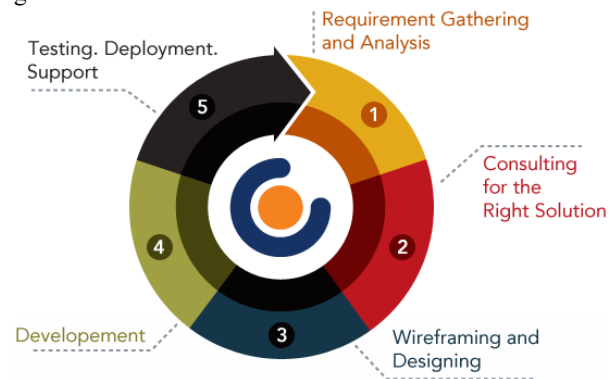 Requirement Gathering
and Analysis
Testing. Deployment.
Support
5
1
Consulting
for the
Right Solution
4
2
Developement
3
Wireframing and
Designing